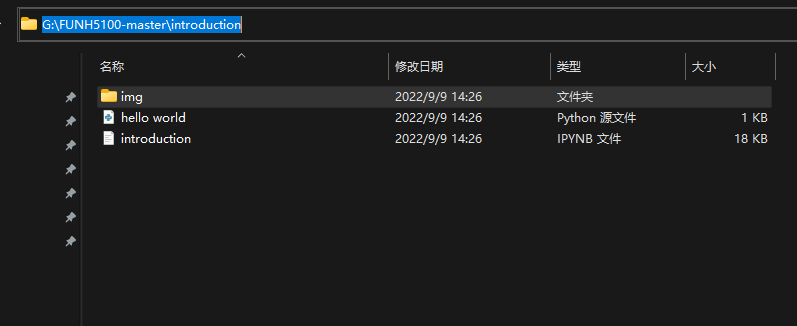 G:\FUNH5100-master\introduction
名称 修改日期 类型 大小
img 2022/9/9 14:26 文件夹
hello world 2022/9/9 14:26 Python 源文件 1 KB
introduction 2022/9/9 14:26 IPYNB 文件 18 KB